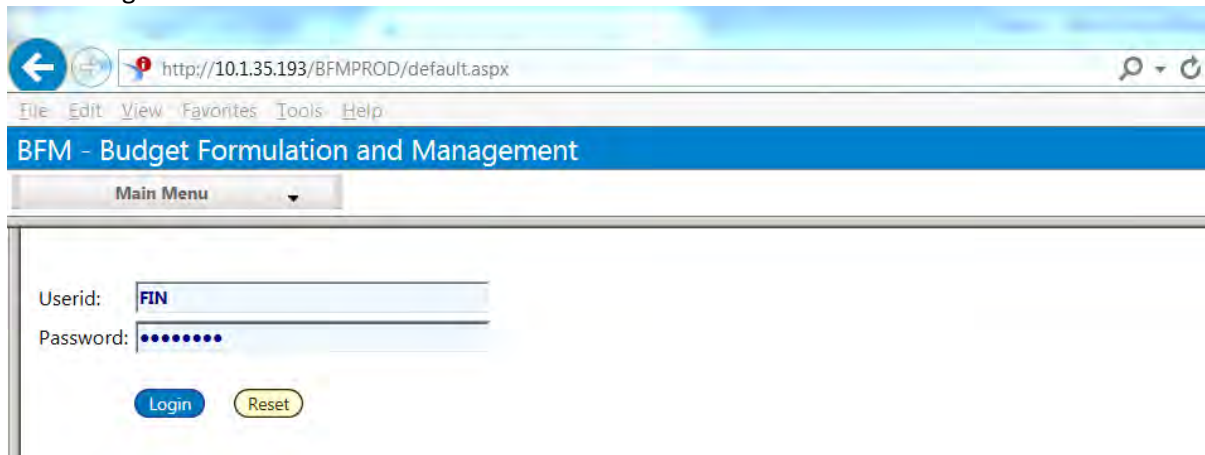 http://10.1.35.193/BFMPROD/default.aspx
File Edit View Favorites Tools Help
BFM - Budget Formulation and Management
Main Menu
Userid: FIN
Password: ••••••••
Login Reset